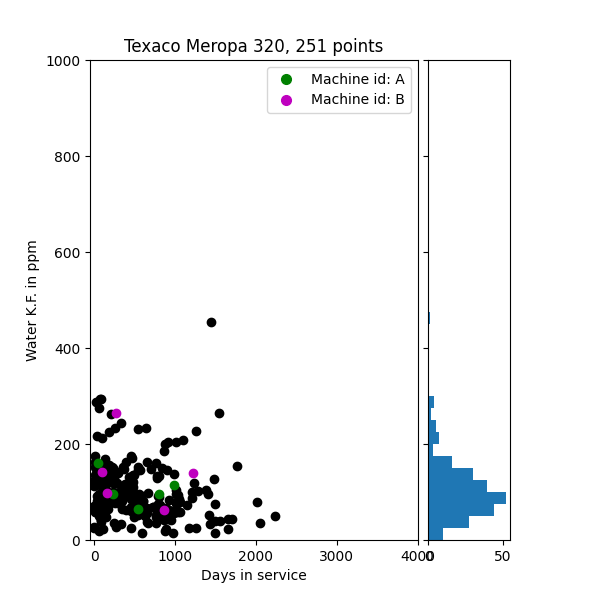 Texaco Meropa 320, 251 points
1000
Machine id: A
Machine id: B
800
600
400
200
0
Water K.F. in ppm
0 1000 2000 3000 4000 0 50
Days in service